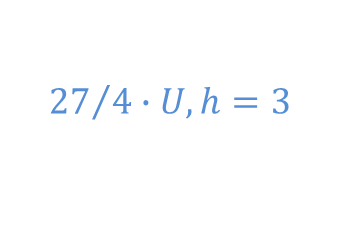 27/4 · U, h = 3